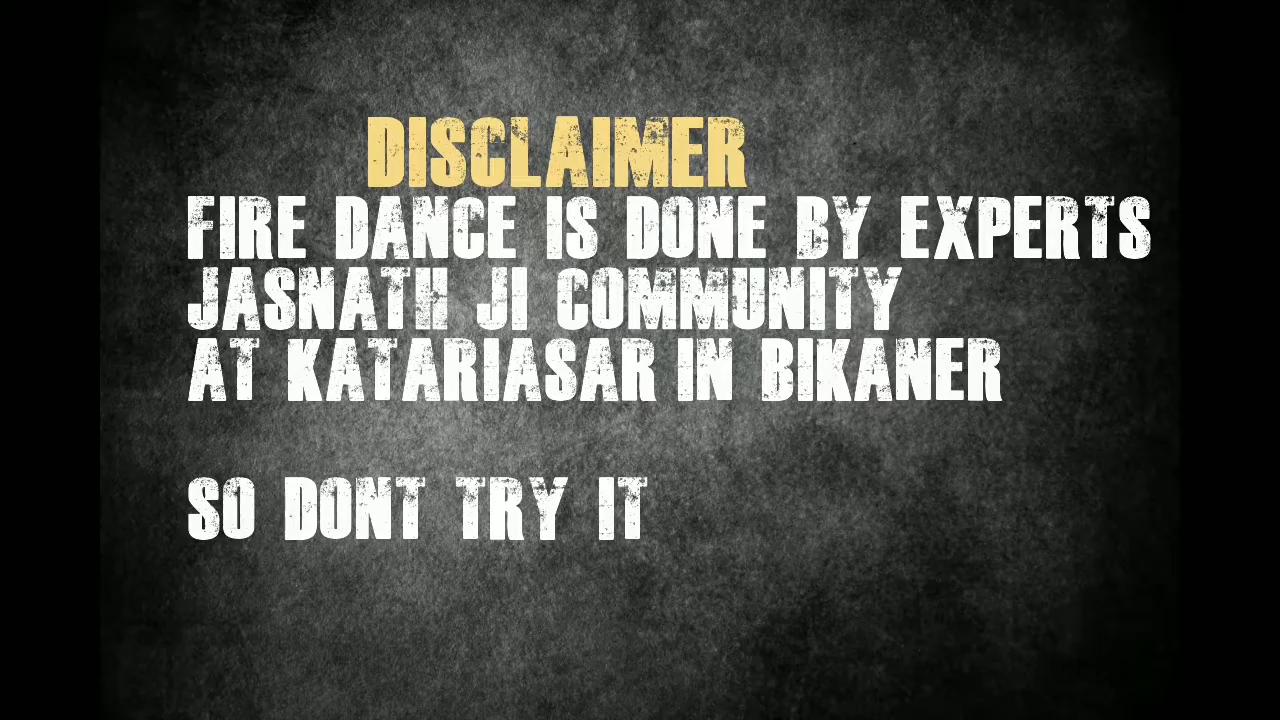 DISCLAIMER
FIRE DANCE IS DONE BY EXPERTS
JASNATH JI COMMUNITY
AT KATARIASAR IN BIKANER
SO DONT TRY IT